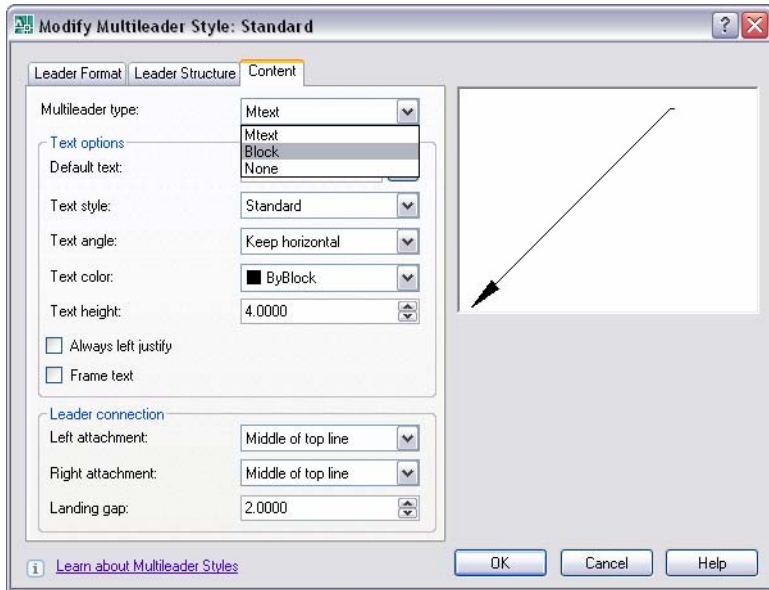 Modify Multileader Style: Standard
Leader Format Leader Structure Content
Multileader type: Mtext
Mtext
Block
None
Text options
Default text:
Text style: Standard
Text angle: Keep horizontal
Text color: ByBlock
Text height: 4.0000
Always left justify
Frame text
Leader connection
Left attachment: Middle of top line
Right attachment: Middle of top line
Landing gap: 2.0000
Learn about Multileader Styles
OK Cancel Help